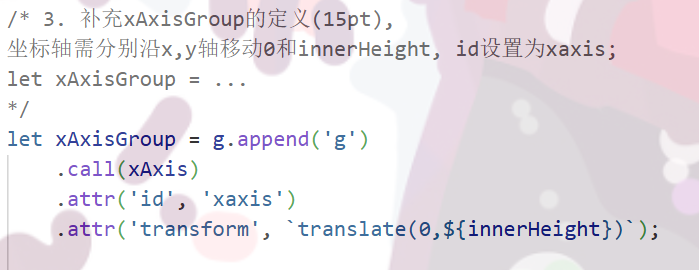 /* 3. 补充xAxisGroup的定义(15pt),
坐标轴需分别沿x,y轴移动0和innerHeight, id设置为xaxis;
let xAxisGroup = ...
*/
let xAxisGroup = g.append('g')
    .call(xAxis)
    .attr('id', 'xaxis')
    .attr('transform', `translate(0,${innerHeight})`);